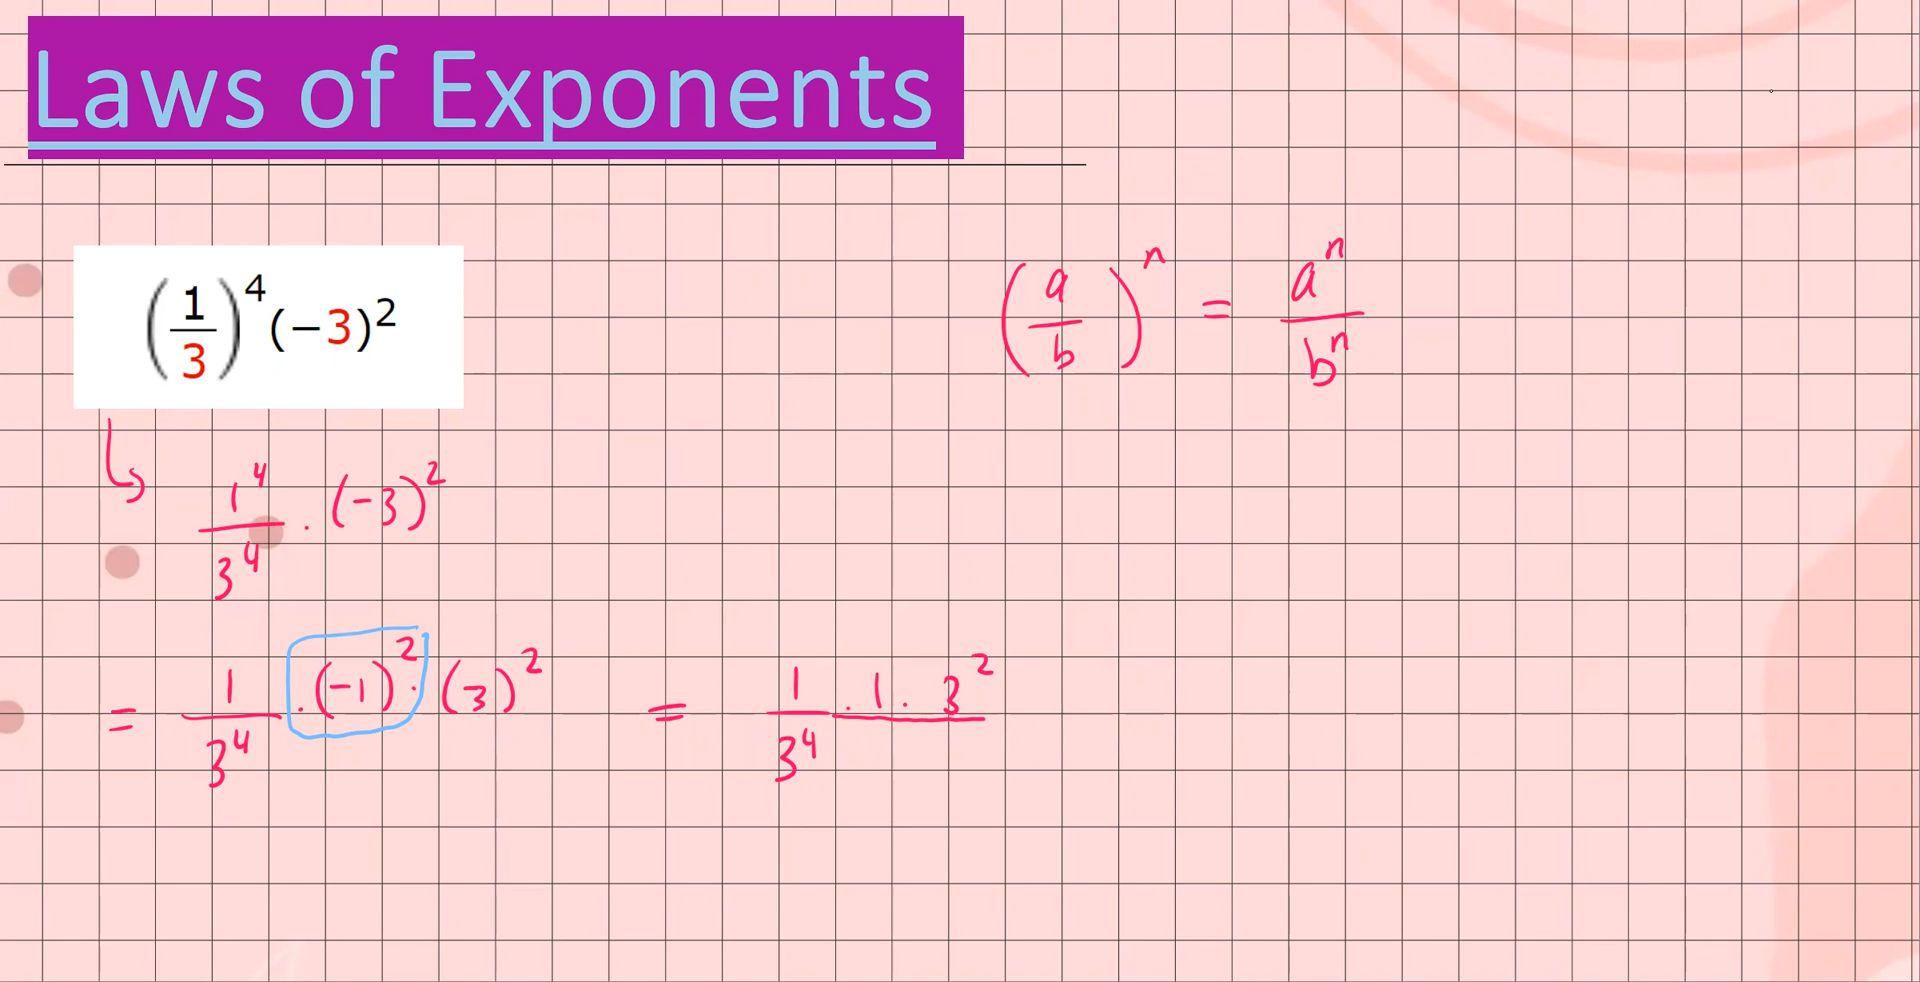 Laws of Exponents
(1/3)^4 (-3)^2
(a/b)^n = a^n/b^n
1^4/3^4 · (-3)^2
= 1/3^4 · (-1)^2 · (3)^2 = 1/3^4 · 1 · 3^2